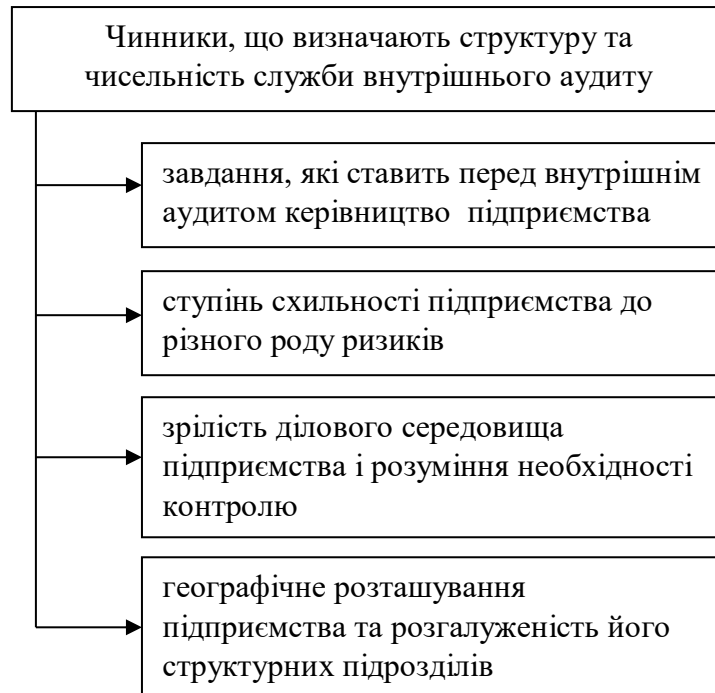 Чинники, що визначають структуру та
чисельність служби внутрішнього аудиту
завдання, які ставить перед внутрішнім
аудитом керівництво підприємства
ступінь схильності підприємства до
різного роду ризиків
зрілість ділового середовища
підприємства і розуміння необхідності
контролю
географічне розташування
підприємства та розгалуженість його
структурних підрозділів